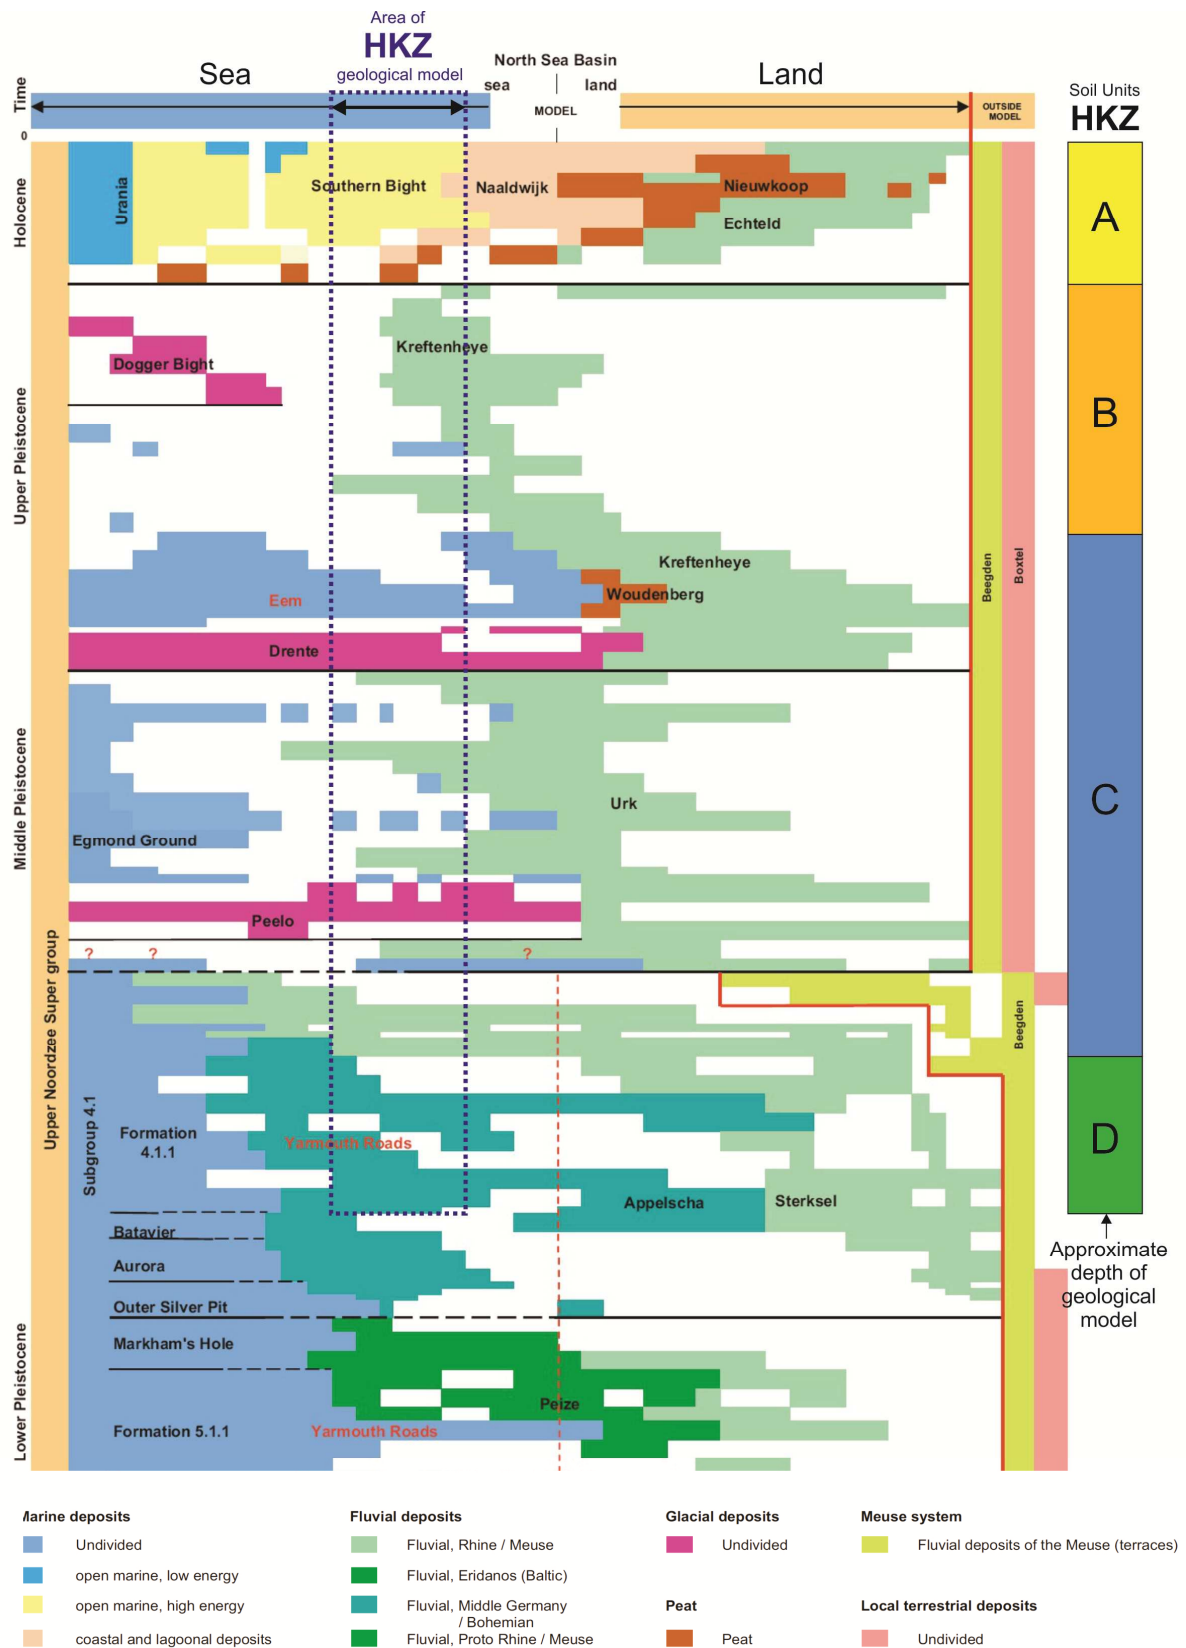 Area of
HKZ
geological model
Sea
North Sea Basin
sea
land
MODEL
Land
OUTSIDE
MODEL
Soil Units
HKZ
Time
0
Holocene
Upper Pleistocene
Middle Pleistocene
Lower Pleistocene
Upper Noordzee Super group
Urania
Southern Bight
Naaldwijk
Nieuwkoop
Echteld
A
Kreftenheye
Dogger Bight
B
Kreftenheye
Woudenberg
Eem
Drente
Beegden
Boxtel
Urk
Egmond Ground
C
Peelo
? ? ?
Beegden
Subgroup 4.1
Formation
4.1.1
Yarmouth Roads
D
Appelscha
Sterksel
Batavier
Aurora
Outer Silver Pit
Approximate
depth of
geological
model
Markham's Hole
Peize
Formation 5.1.1
Yarmouth Roads
Marine deposits
Undivided
open marine, low energy
open marine, high energy
coastal and lagoonal deposits
Fluvial deposits
Fluvial, Rhine / Meuse
Fluvial, Eridanos (Baltic)
Fluvial, Middle Germany
/ Bohemian
Fluvial, Proto Rhine / Meuse
Glacial deposits
Undivided
Peat
Peat
Meuse system
Fluvial deposits of the Meuse (terraces)
Local terrestrial deposits
Undivided